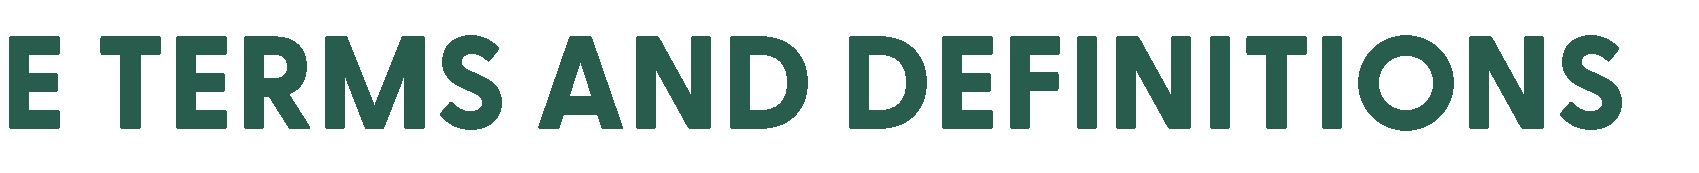 E TERMS AND DEFINITIONS